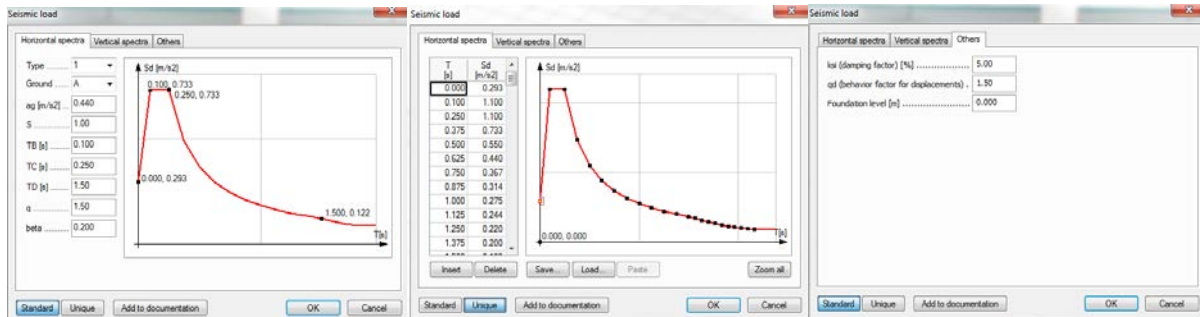 Seismic load
Horizontal spectra Vertical spectra Others
Type ........ 1
Ground ..... A
ag [m/s2] .. 0.440
S ............. 1.00
TB [s] ........ 0.100
TC [s] ........ 0.250
TD [s] ........ 1.50
q ............. 1.50
beta ......... 0.200
Sd [m/s2]
0.100, 0.733
0.250, 0.733
0.000, 0.293
1.500, 0.122
T[s]
Standard Unique Add to documentation OK Cancel
Seismic load
Horizontal spectra Vertical spectra Others
T Sd
[s] [m/s2]
0.000 0.293
0.100 1.100
0.250 1.100
0.375 0.733
0.500 0.550
0.625 0.440
0.750 0.367
0.875 0.314
1.000 0.275
1.125 0.244
1.250 0.220
1.375 0.200
Sd [m/s2]
0.000, 0.000
T[s]
Insert Delete Save... Load... Paste Zoom all
Standard Unique Add to documentation OK Cancel
Seismic load
Horizontal spectra Vertical spectra Others
ksi (damping factor) [%] .................. 5.00
qd (behavior factor for displacements) . 1.50
Foundation level [m] ....................... 0.000
Standard Unique Add to documentation OK Cancel